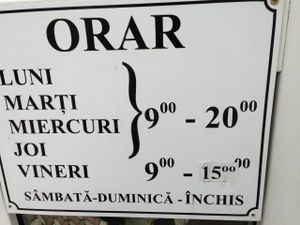 ORAR
LUNI
MARȚI
MIERCURI
JOI
9⁰⁰ - 20⁰⁰
VINERI 9⁰⁰ - 15⁰⁰
SÂMBATĂ-DUMINICĂ - ÎNCHIS